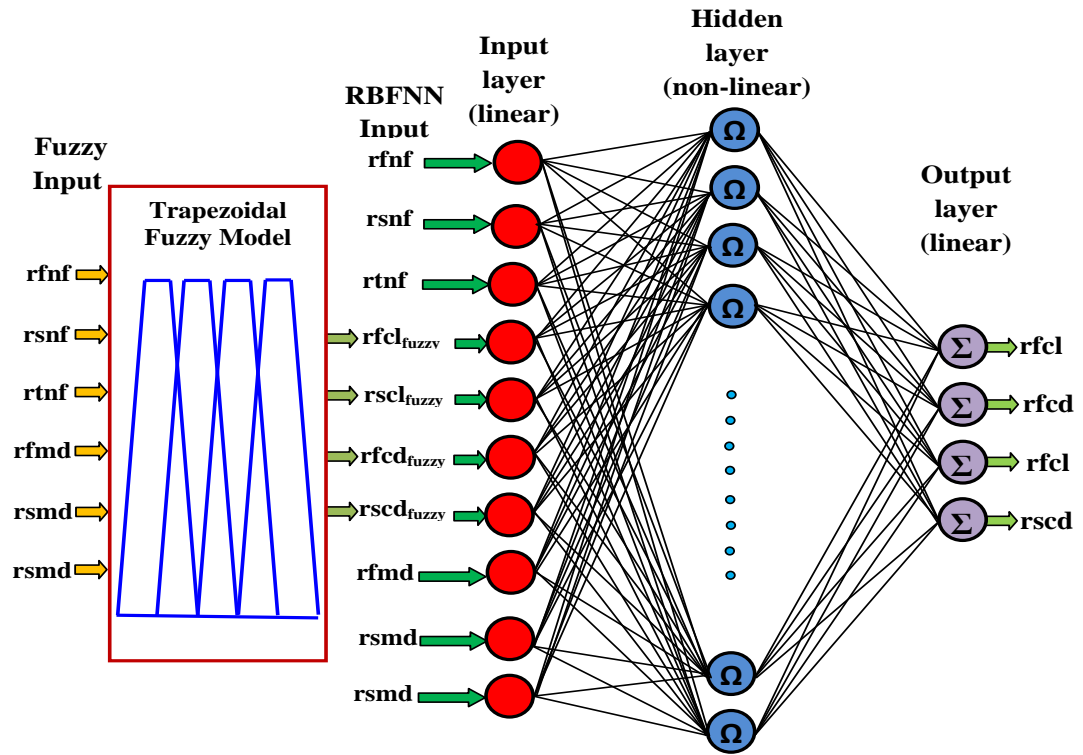 Fuzzy
Input
rfnf
rsnf
rtnf
rfmd
rsmd
rsmd
Trapezoidal
Fuzzy Model
rfclfuzzy
rsclfuzzy
rfcdfuzzy
rscdfuzzy
RBFNN
Input
rfnf
rsnf
rtnf
rfmd
rsmd
rsmd
Input
layer
(linear)
Hidden
layer
(non-linear)
Ω
Ω
Ω
Ω
Ω
Ω
Output
layer
(linear)
Σ
Σ
Σ
Σ
rfcl
rfcd
rfcl
rscd